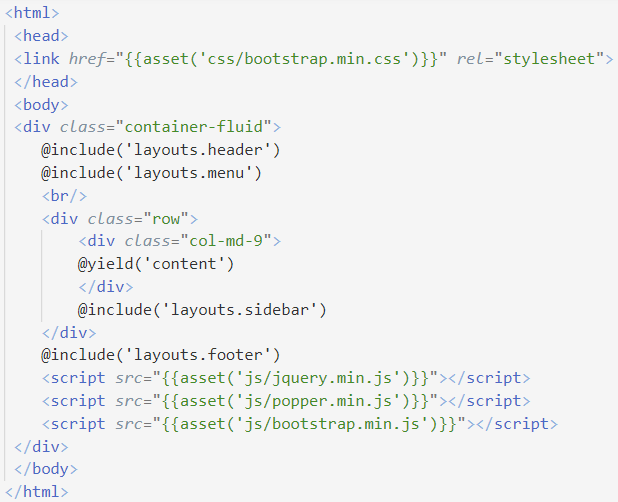 <html>
<head>
<link href="{{asset('css/bootstrap.min.css')}}" rel="stylesheet">
</head>
<body>
<div class="container-fluid">
@include('layouts.header')
@include('layouts.menu')
<br/>
<div class="row">
<div class="col-md-9">
@yield('content')
</div>
@include('layouts.sidebar')
</div>
@include('layouts.footer')
<script src="{{asset('js/jquery.min.js')}}"></script>
<script src="{{asset('js/popper.min.js')}}"></script>
<script src="{{asset('js/bootstrap.min.js')}}"></script>
</div>
</body>
</html>